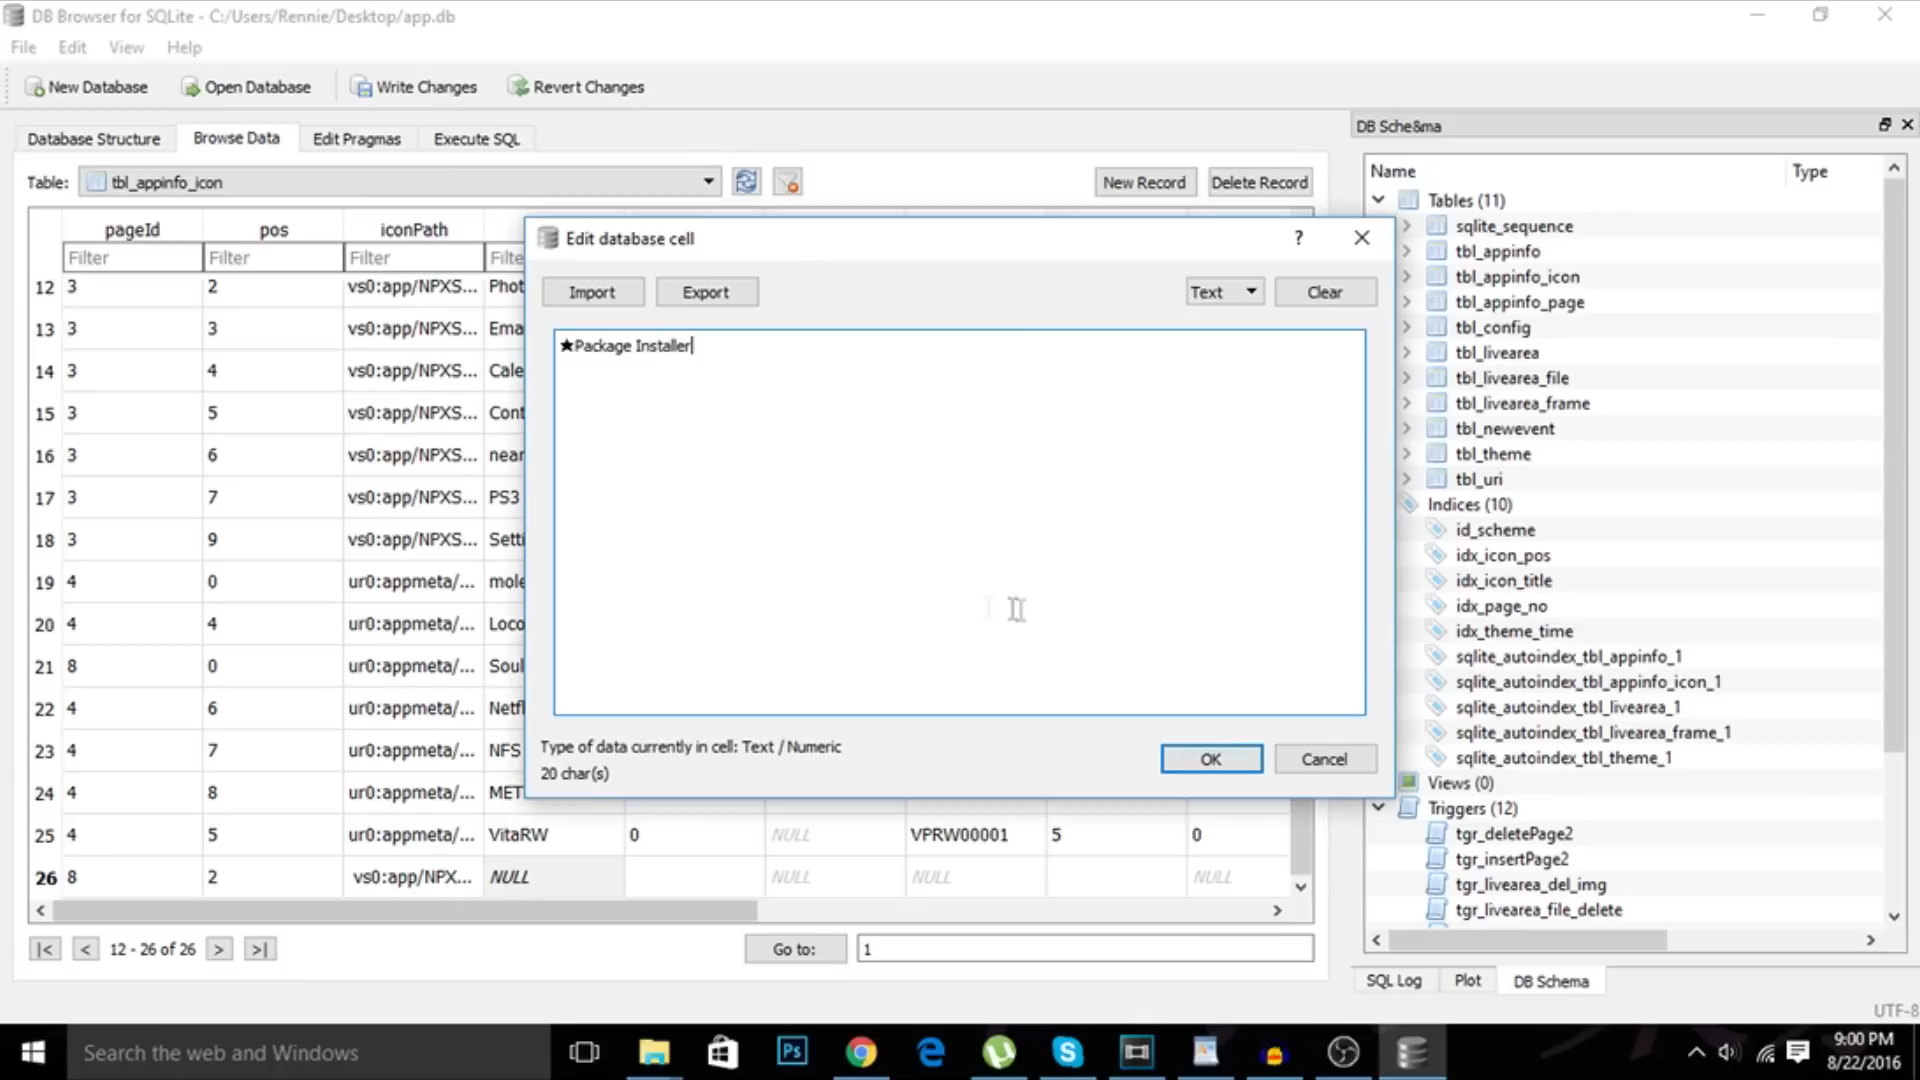 DB Browser for SQLite - C:/Users/Rennie/Desktop/app.db
File Edit View Help
New Database Open Database Write Changes Revert Changes
Database Structure Browse Data Edit Pragmas Execute SQL
Table: tbl_appinfo_icon New Record Delete Record
pageId pos iconPath
Filter Filter Filter Filte
12 3 2 vs0:app/NPXS... Phot
13 3 3 vs0:app/NPXS... Ema
14 3 4 vs0:app/NPXS... Cale
15 3 5 vs0:app/NPXS... Cont
16 3 6 vs0:app/NPXS... near
17 3 7 vs0:app/NPXS... PS3
18 3 9 vs0:app/NPXS... Setti
19 4 0 ur0:appmeta/... mole
20 4 4 ur0:appmeta/... Loco
21 8 0 ur0:appmeta/... Soul
22 4 6 ur0:appmeta/... Netfl
23 4 7 ur0:appmeta/... NFS
24 4 8 ur0:appmeta/... MET
25 4 5 ur0:appmeta/... VitaRW 0 NULL VPRW00001 5 0
26 8 2 vs0:app/NPX... NULL NULL NULL NULL
12 - 26 of 26 Go to: 1
Edit database cell ?
Import Export Text Clear
★Package Installer
Type of data currently in cell: Text / Numeric
20 char(s)
OK Cancel
DB Sche&ma
Name Type
Tables (11)
sqlite_sequence
tbl_appinfo
tbl_appinfo_icon
tbl_appinfo_page
tbl_config
tbl_livearea
tbl_livearea_file
tbl_livearea_frame
tbl_newevent
tbl_theme
tbl_uri
Indices (10)
id_scheme
idx_icon_pos
idx_icon_title
idx_page_no
idx_theme_time
sqlite_autoindex_tbl_appinfo_1
sqlite_autoindex_tbl_appinfo_icon_1
sqlite_autoindex_tbl_livearea_1
sqlite_autoindex_tbl_livearea_frame_1
sqlite_autoindex_tbl_theme_1
Views (0)
Triggers (12)
tgr_deletePage2
tgr_insertPage2
tgr_livearea_del_img
tgr_livearea_file_delete
SQL Log Plot DB Schema
UTF-8
Search the web and Windows
Ps
9:00 PM
8/22/2016